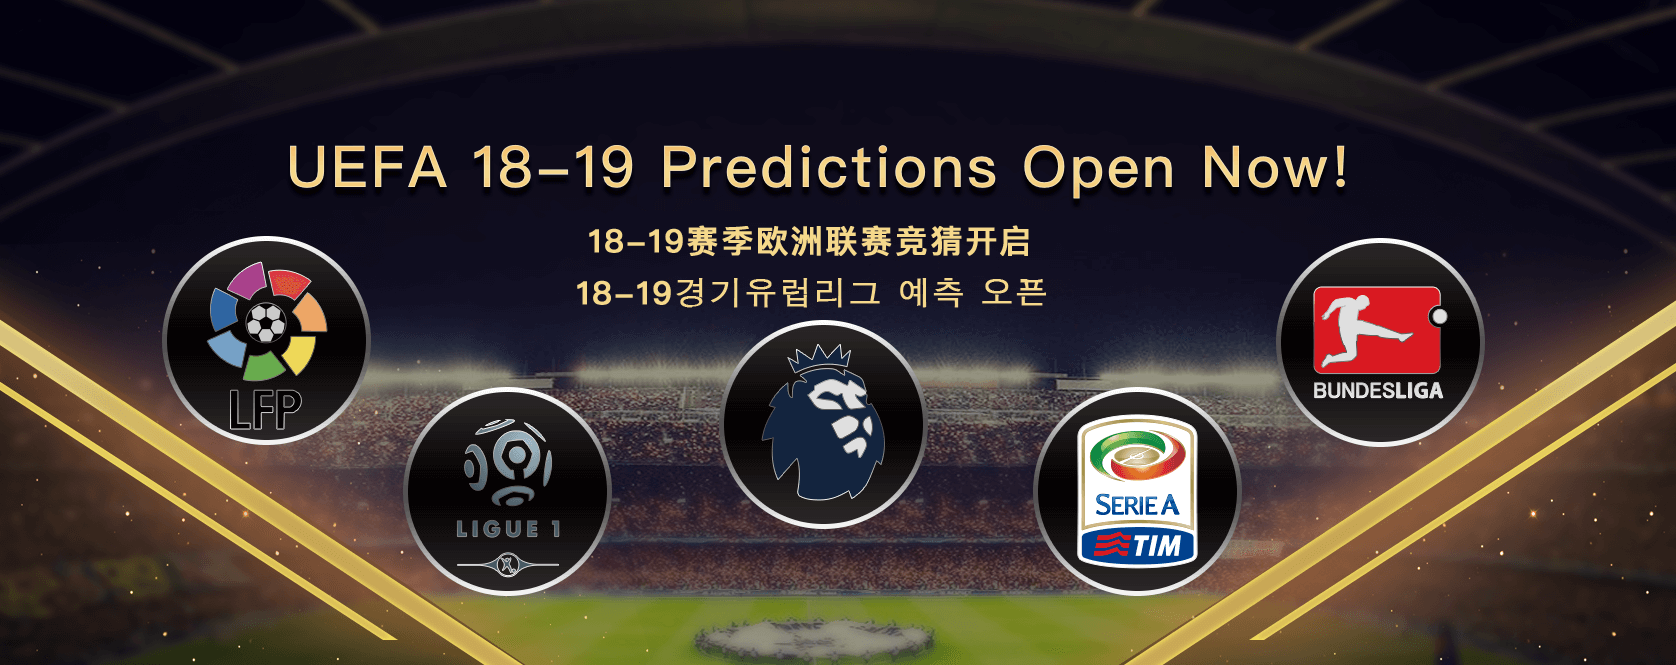 UEFA 18-19 Predictions Open Now!
18-19赛季欧洲联赛竞猜开启
18-19경기유럽리그 예측 오픈
LFP
LIGUE 1
SERIE A
TIM
BUNDESLIGA